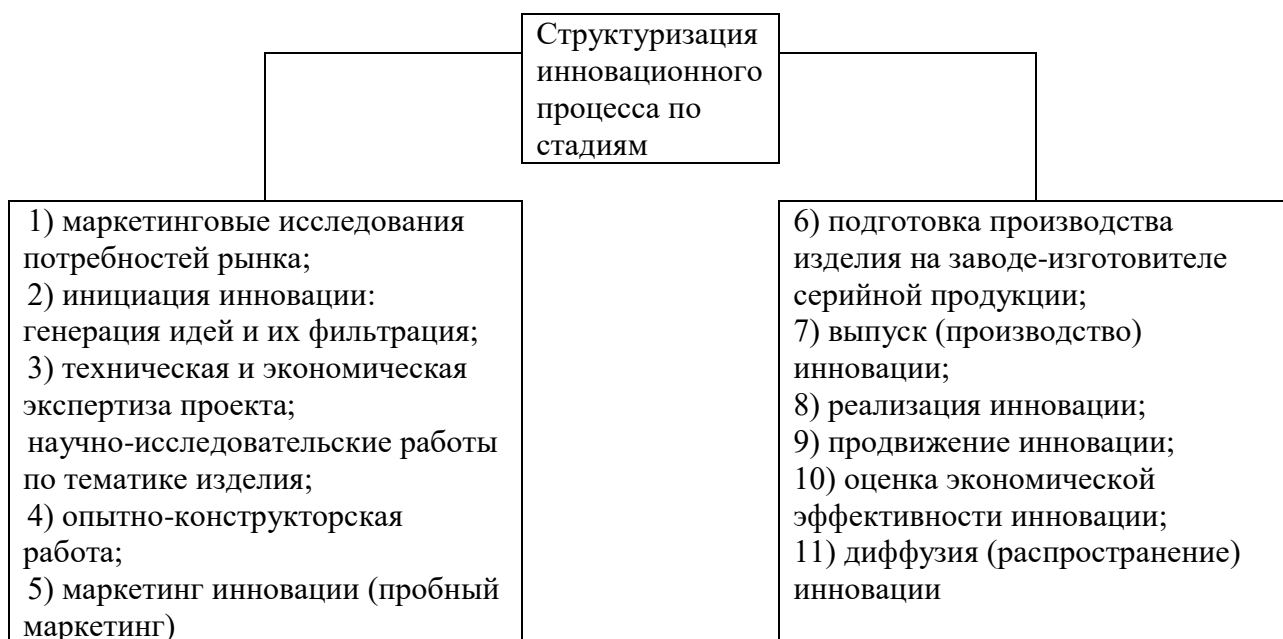 Структуризация
инновационного
процесса по
стадиям
1) маркетинговые исследования
потребностей рынка;
2) инициация инновации:
генерация идей и их фильтрация;
3) техническая и экономическая
экспертиза проекта;
научно-исследовательские работы
по тематике изделия;
4) опытно-конструкторская
работа;
5) маркетинг инновации (пробный
маркетинг)
6) подготовка производства
изделия на заводе-изготовителе
серийной продукции;
7) выпуск (производство)
инновации;
8) реализация инновации;
9) продвижение инновации;
10) оценка экономической
эффективности инновации;
11) диффузия (распространение)
инновации